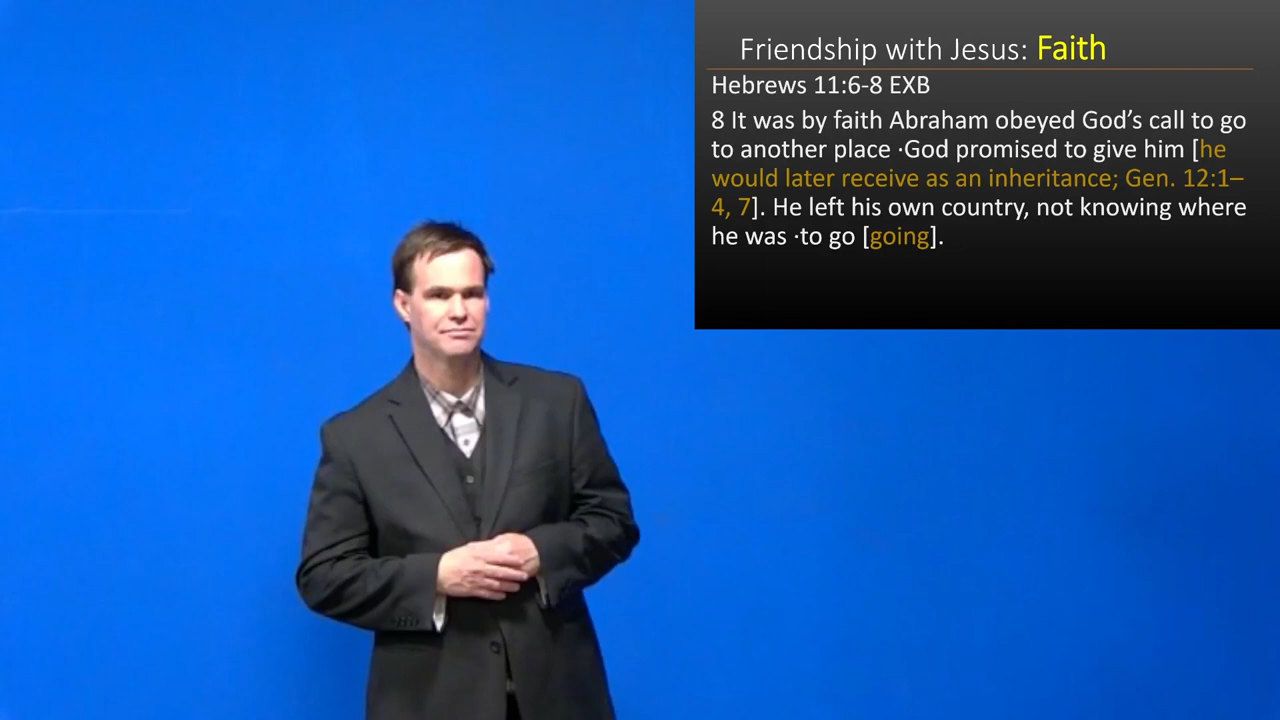 Friendship with Jesus: Faith
Hebrews 11:6-8 EXB
8 It was by faith Abraham obeyed God’s call to go
to another place ·God promised to give him [he
would later receive as an inheritance; Gen. 12:1–
4, 7]. He left his own country, not knowing where
he was ·to go [going].